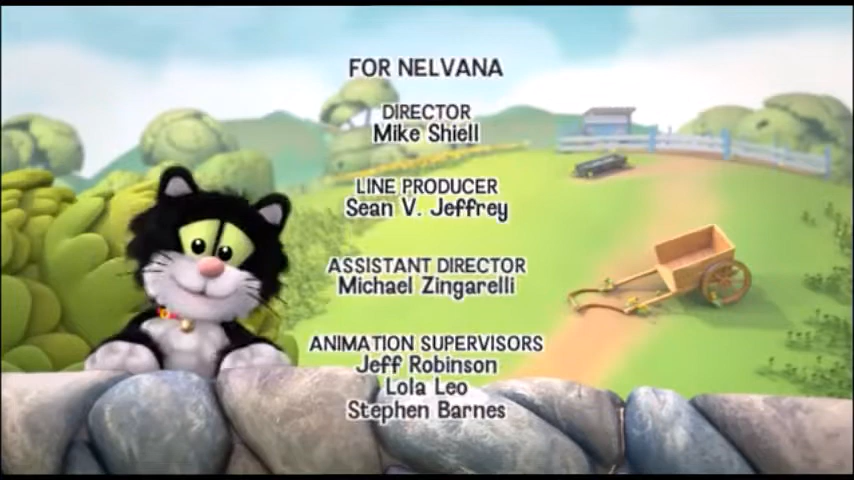 FOR NELVANA
DIRECTOR
Mike Shiell
LINE PRODUCER
Sean V. Jeffrey
ASSISTANT DIRECTOR
Michael Zingarelli
ANIMATION SUPERVISORS
Jeff Robinson
Lola Leo
Stephen Barnes